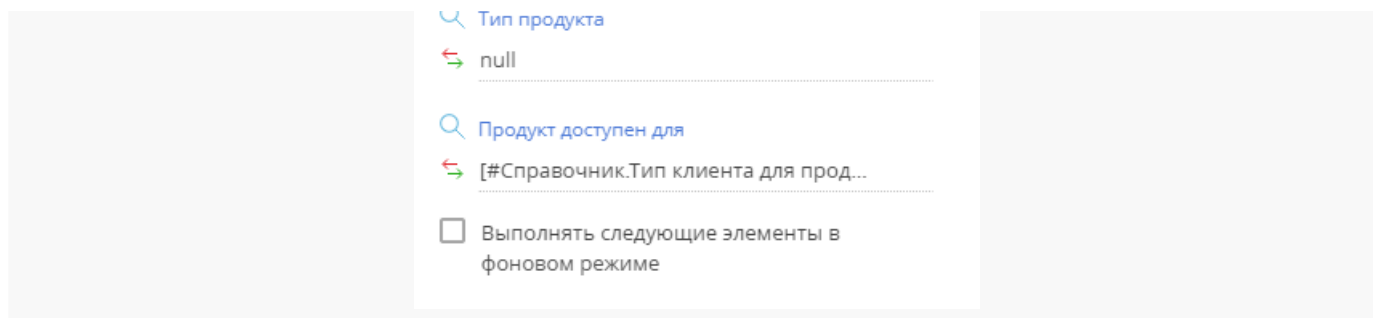 Тип продукта
null
Продукт доступен для
[#Справочник.Тип клиента для прод...
Выполнять следующие элементы в
фоновом режиме